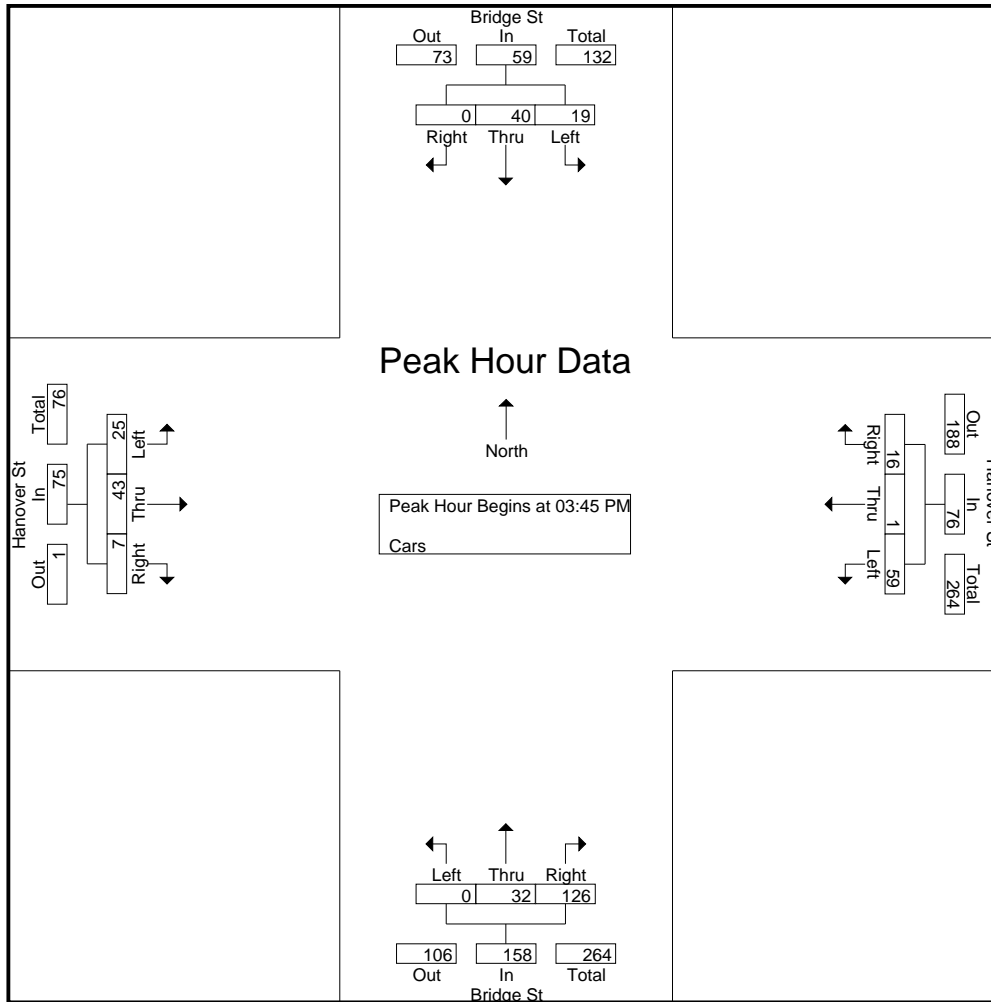 Bridge St
Out In Total
73 59 132
0 40 19
Right Thru Left
Peak Hour Data
North
Peak Hour Begins at 03:45 PM
Cars
Hanover St
Total In Out
76 75 1
25 43 7
Left Thru Right
Hanover St
Out In Total
188 76 264
16 1 59
Right Thru Left
Left Thru Right
0 32 126
106 158 264
Out In Total
Bridge St